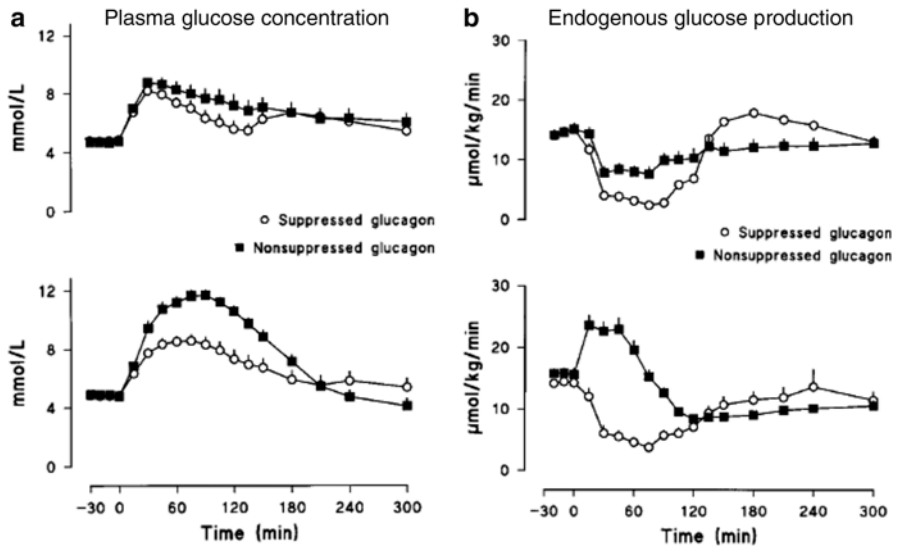 a Plasma glucose concentration
12
8
4
0
mmol/L
Suppressed glucagon
Nonsuppressed glucagon
12
8
4
0
mmol/L
−30 0 60 120 180 240 300
Time (min)
b Endogenous glucose production
30
20
10
0
µmol/kg/min
Suppressed glucagon
Nonsuppressed glucagon
30
20
10
0
µmol/kg/min
−30 0 60 120 180 240 300
Time (min)